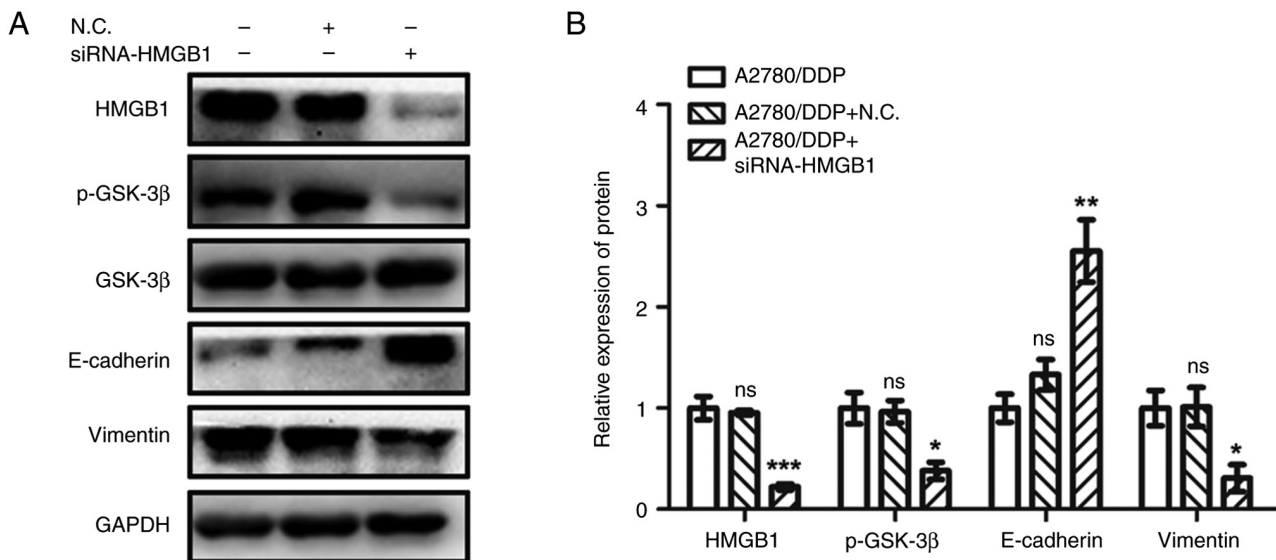 A
N.C. – + –
siRNA-HMGB1 – – +
HMGB1
p-GSK-3β
GSK-3β
E-cadherin
Vimentin
GAPDH
B
A2780/DDP
A2780/DDP+N.C.
A2780/DDP+
siRNA-HMGB1
Relative expression of protein
4
3
2
1
0
ns
***
ns
*
ns
**
ns
*
HMGB1 p-GSK-3β E-cadherin Vimentin